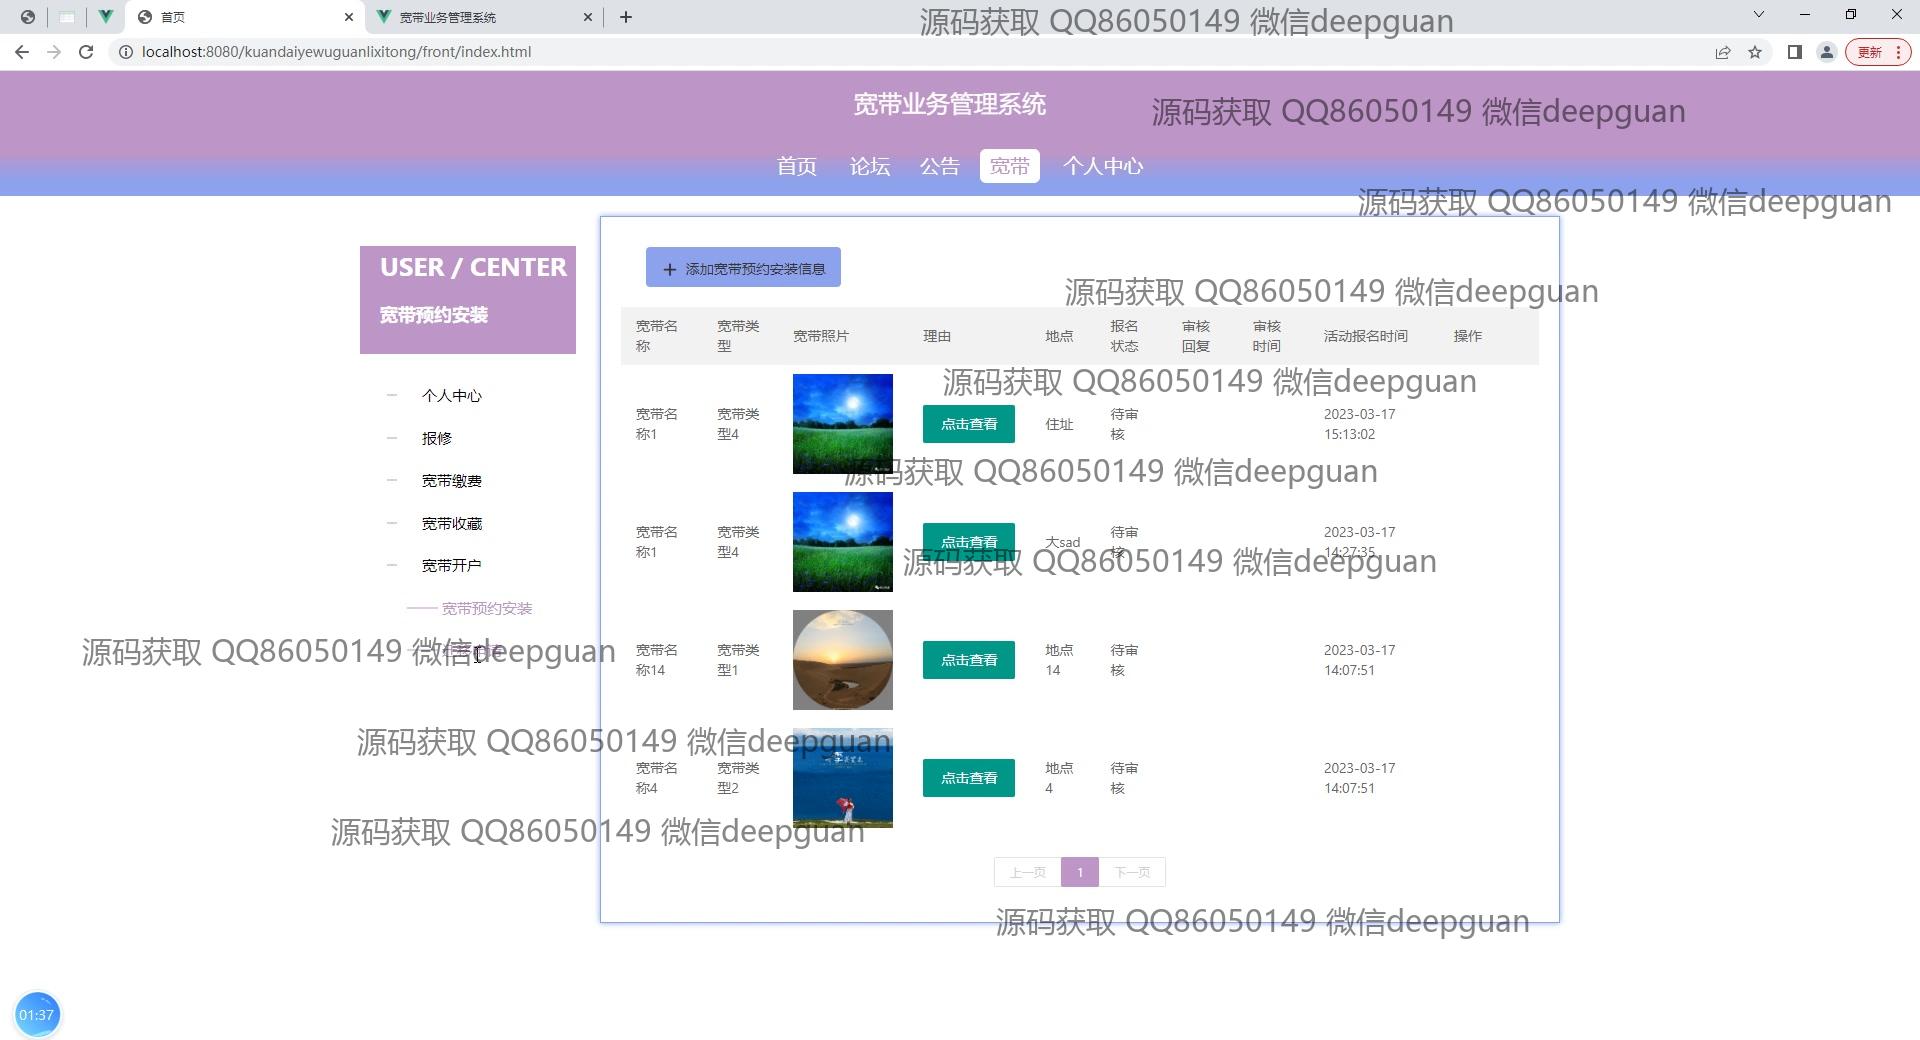 首页
宽带业务管理系统
源码获取 QQ86050149 微信deepguan
localhost:8080/kuandaiyewuguanlixitong/front/index.html
更新
宽带业务管理系统
源码获取 QQ86050149 微信deepguan
首页 论坛 公告 宽带 个人中心
源码获取 QQ86050149 微信deepguan
USER / CENTER
宽带预约安装
个人中心
报修
宽带缴费
宽带收藏
宽带开户
宽带预约安装
源码获取 QQ86050149 微信deepguan
添加宽带预约安装信息
源码获取 QQ86050149 微信deepguan
宽带名称 宽带类型 宽带照片 理由 地点 报名状态 审核回复 审核时间 活动报名时间 操作
源码获取 QQ86050149 微信deepguan
宽带名称1 宽带类型4 点击查看 住址 待审核 2023-03-17 15:13:02
源码获取 QQ86050149 微信deepguan
宽带名称1 宽带类型4 点击查看 大sad 待审核 2023-03-17 14:27:35
源码获取 QQ86050149 微信deepguan
宽带名称14 宽带类型1 点击查看 地点14 待审核 2023-03-17 14:07:51
源码获取 QQ86050149 微信deepguan
宽带名称4 宽带类型2 点击查看 地点4 待审核 2023-03-17 14:07:51
源码获取 QQ86050149 微信deepguan
上一页 1 下一页
源码获取 QQ86050149 微信deepguan
01:37